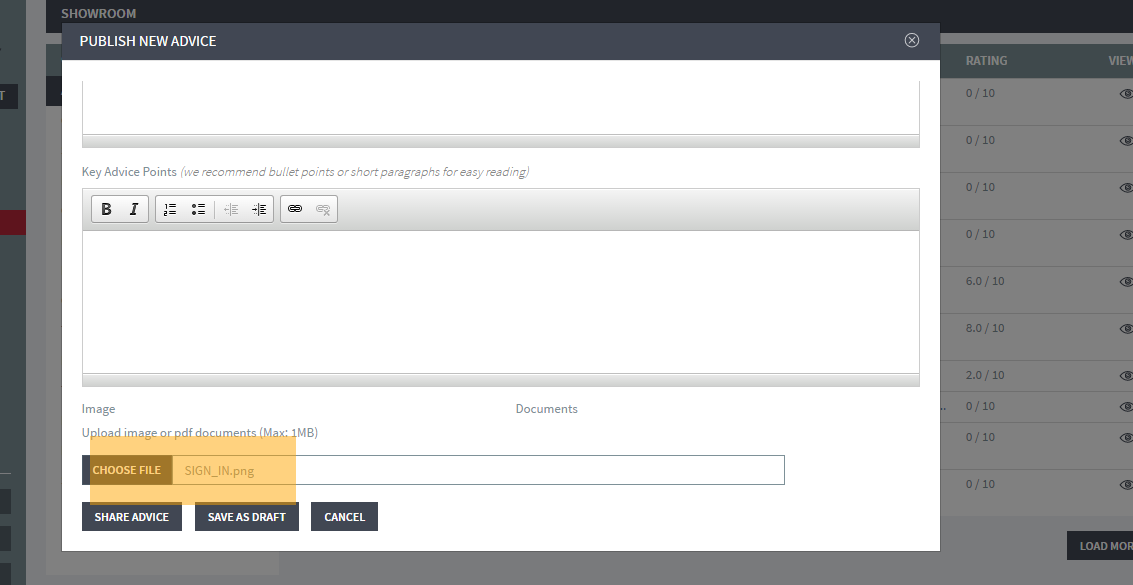 SHOWROOM
PUBLISH NEW ADVICE
RATING
0 / 10
0 / 10
0 / 10
0 / 10
6.0 / 10
8.0 / 10
2.0 / 10
0 / 10
0 / 10
0 / 10
Key Advice Points (we recommend bullet points or short paragraphs for easy reading)
B I
Image Documents
Upload image or pdf documents (Max: 1MB)
CHOOSE FILE SIGN_IN.png
SHARE ADVICE SAVE AS DRAFT CANCEL